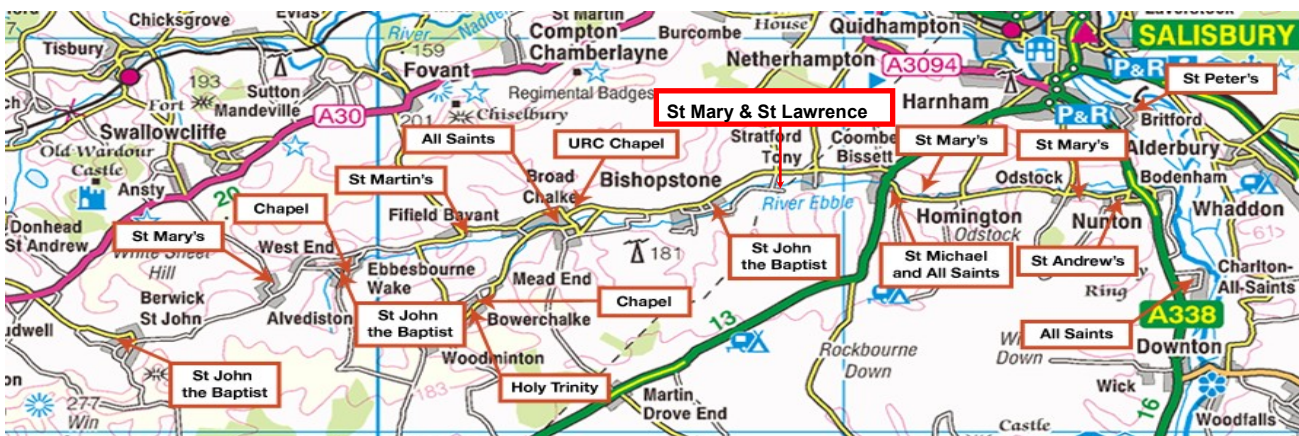 Chicksgrove
Evias
River
Nadder
St Martin
Compton
Chamberlayne
Burcombe
House
Quidhampton
Laverstock
SALISBURY
Tisbury
159
Netherhampton
A3094
P&R
St Peter's
193
Sutton
Mandeville
Fovant
Regimental Badges
Harnham
Fort
A30
201
Chiselbury
St Mary & St Lawrence
P&R
Britford
Swallowcliffe
All Saints
URC Chapel
Stratford
Tony
Coombe
Bissett
St Mary's
St Mary's
Alderbury
Old Wardour
Castle
Ansty
20
St Martin's
Broad
Chalke
Bishopstone
Odstock
Bodenham
Chapel
Fifield Bavant
River Ebble
Homington
Odstock
Nunton
Whaddon
61
Donhead
St Andrew
St Mary's
White Sheet
Hill
West End
Ebbesbourne
Wake
Mead End
181
St John
the Baptist
St Michael
and All Saints
St Andrew's
Ring
Charlton-
All-Saints
Berwick
St John
Alvediston
St John
the Baptist
Chapel
Bowerchalke
13
All Saints
A338
udwell
Woodminton
183
Rockbourne
Down
Down
Downton
St John
the Baptist
Holy Trinity
Martin
Drove End
Wick
277
Win
Castle
16
Woodfalls